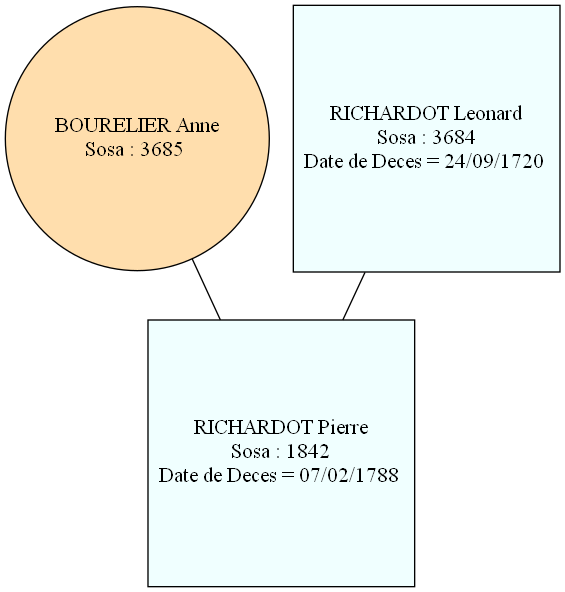 BOURELIER Anne
Sosa : 3685
RICHARDOT Leonard
Sosa : 3684
Date de Deces = 24/09/1720
RICHARDOT Pierre
Sosa : 1842
Date de Deces = 07/02/1788